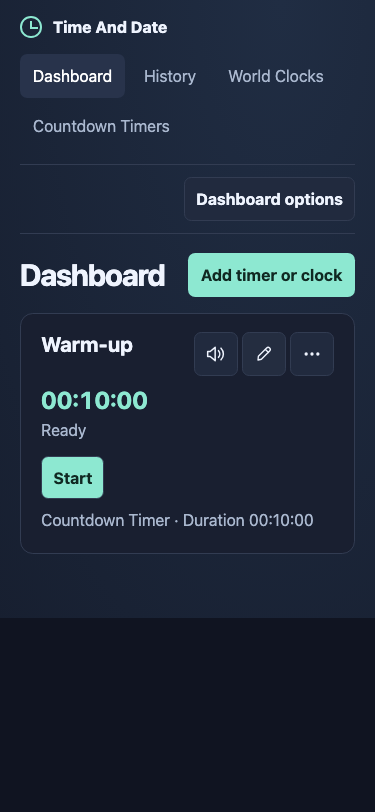 Time And Date
Dashboard History World Clocks
Countdown Timers
Dashboard options
Dashboard Add timer or clock
Warm-up
00:10:00
Ready
Start
Countdown Timer · Duration 00:10:00